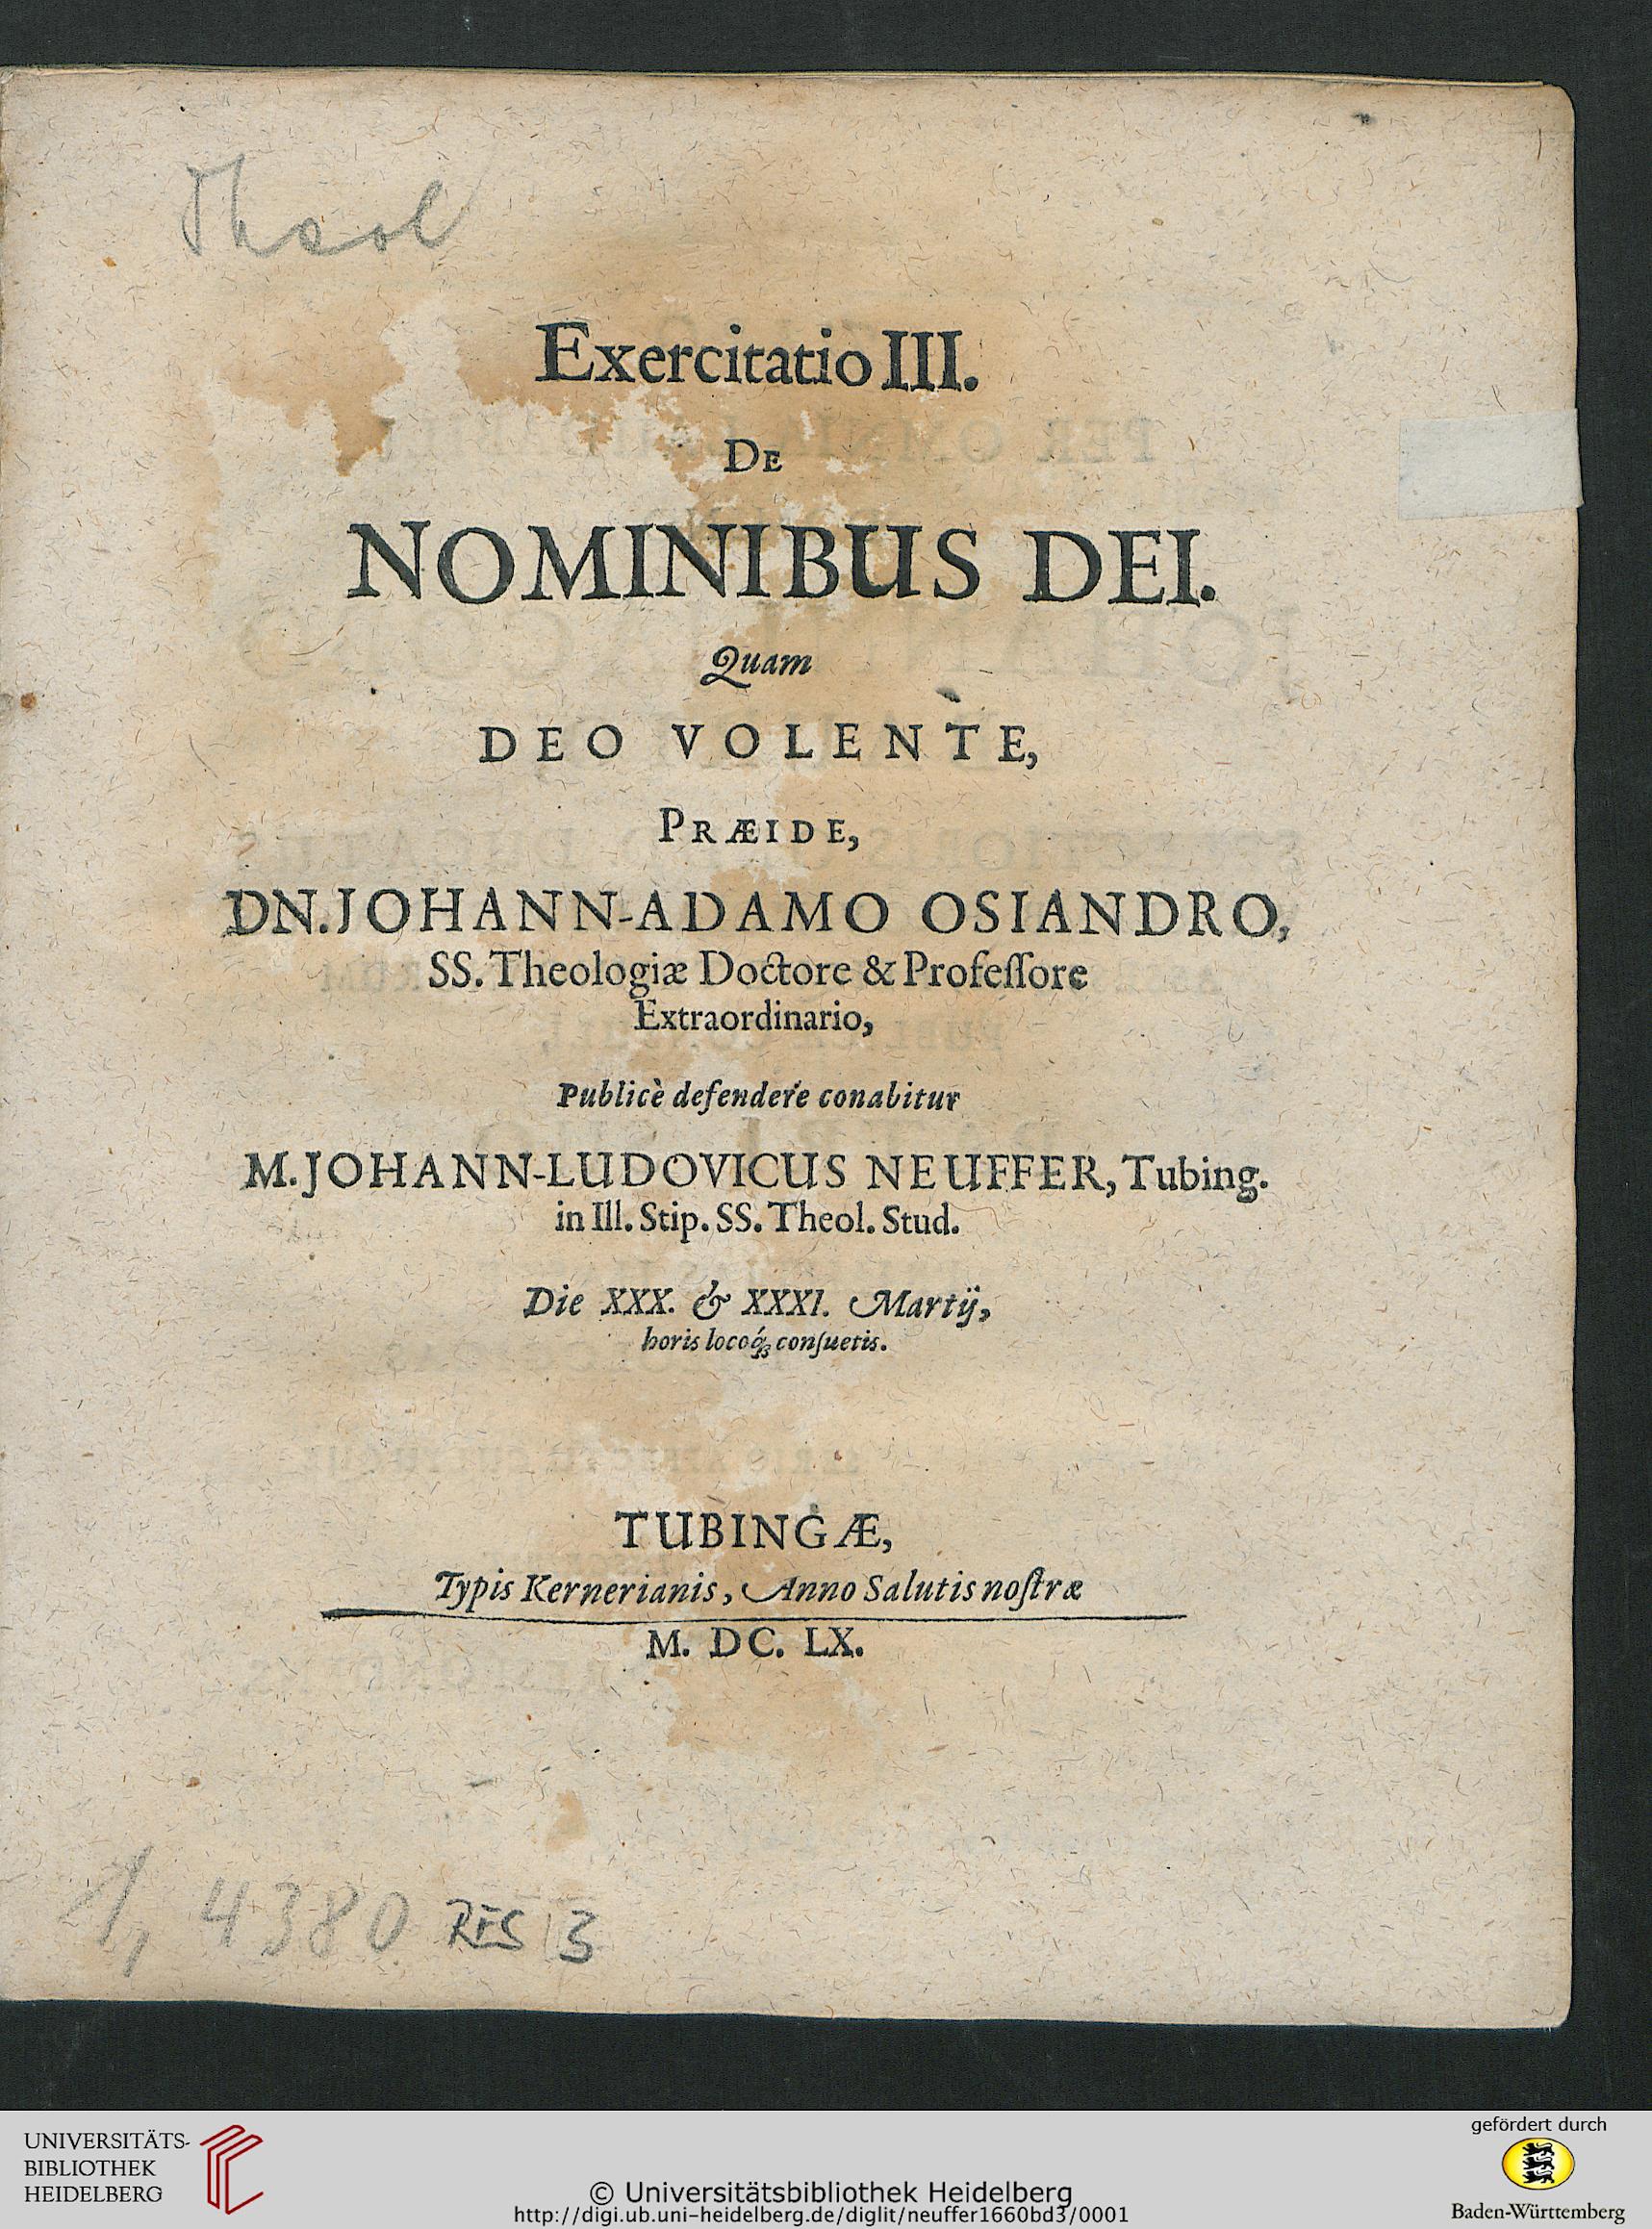 Theol
Exercitatio III.
DE
NOMINIBUS DEI.
Quam
DEO VOLENTE,
PRÆIDE,
DN. JOHANN-ADAMO OSIANDRO,
SS. Theologiæ Doctore & Profeſſore
Extraordinario,
Publicè defendere conabitur
M. JOHANN-LUDOVICUS NEUFFER, Tubing.
in Ill. Stip. SS. Theol. Stud.
Die XXX. & XXXI. Martij,
horis locoq́ꝫ conſuetis.
TUBINGÆ,
Typis Kernerianis, Anno Salutis noſtræ
M. DC. LX.
4380 RES 3
UNIVERSITÄTS-
BIBLIOTHEK
HEIDELBERG
© Universitätsbibliothek Heidelberg
http://digi.ub.uni-heidelberg.de/diglit/neuffer1660bd3/0001
gefördert durch
Baden-Württemberg